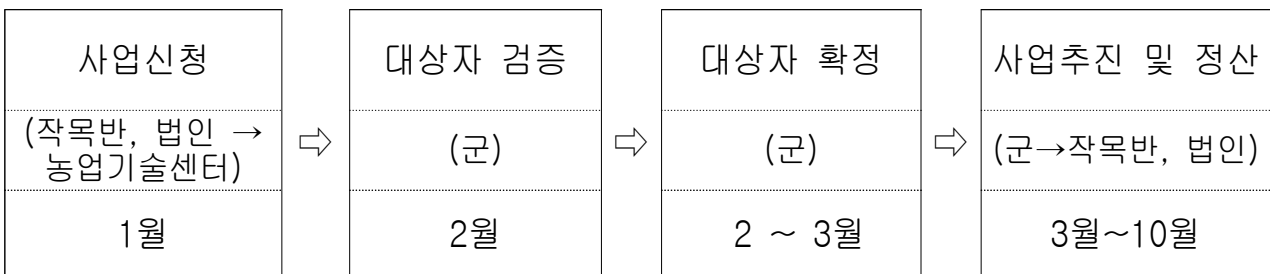 사업신청
(작목반, 법인 →
농업기술센터)
1월
⇨
대상자 검증
(군)
2월
⇨
대상자 확정
(군)
2 ~ 3월
⇨
사업추진 및 정산
(군→작목반, 법인)
3월~10월